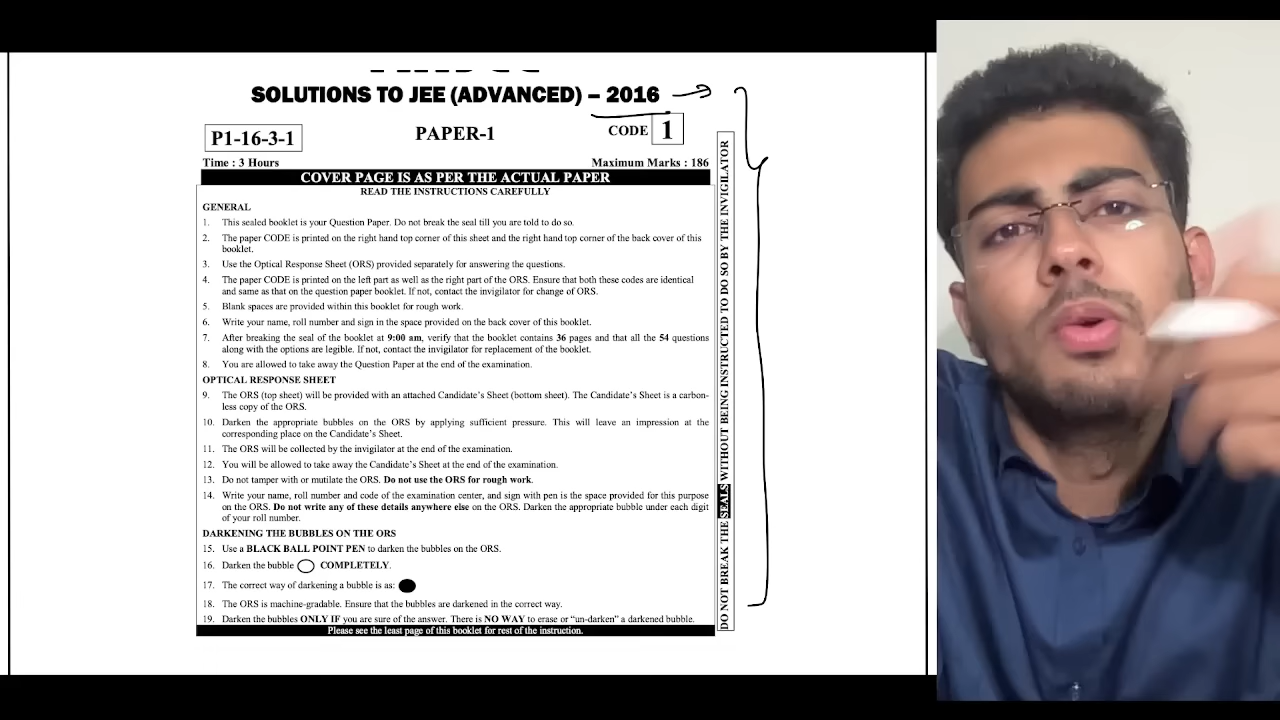 SOLUTIONS TO JEE (ADVANCED) – 2016
P1-16-3-1
PAPER-1
CODE 1
Time : 3 Hours
Maximum Marks : 186
COVER PAGE IS AS PER THE ACTUAL PAPER
READ THE INSTRUCTIONS CAREFULLY
GENERAL
1. This sealed booklet is your Question Paper. Do not break the seal till you are told to do so.
2. The paper CODE is printed on the right hand top corner of this sheet and the right hand top corner of the back cover of this
booklet.
3. Use the Optical Response Sheet (ORS) provided separately for answering the questions.
4. The paper CODE is printed on the left part as well as the right part of the ORS. Ensure that both these codes are identical
and same as that on the question paper booklet. If not, contact the invigilator for change of ORS.
5. Blank spaces are provided within this booklet for rough work.
6. Write your name, roll number and sign in the space provided on the back cover of this booklet.
7. After breaking the seal of the booklet at 9:00 am, verify that the booklet contains 36 pages and that all the 54 questions
along with the options are legible. If not, contact the invigilator for replacement of the booklet.
8. You are allowed to take away the Question Paper at the end of the examination.
OPTICAL RESPONSE SHEET
9. The ORS (top sheet) will be provided with an attached Candidate's Sheet (bottom sheet). The Candidate's Sheet is a carbon-
less copy of the ORS.
10. Darken the appropriate bubbles on the ORS by applying sufficient pressure. This will leave an impression at the
corresponding place on the Candidate's Sheet.
11. The ORS will be collected by the invigilator at the end of the examination.
12. You will be allowed to take away the Candidate's Sheet at the end of the examination.
13. Do not tamper with or mutilate the ORS. Do not use the ORS for rough work.
14. Write your name, roll number and code of the examination center, and sign with pen is the space provided for this purpose
on the ORS. Do not write any of these details anywhere else on the ORS. Darken the appropriate bubble under each digit
of your roll number.
DARKENING THE BUBBLES ON THE ORS
15. Use a BLACK BALL POINT PEN to darken the bubbles on the ORS.
16. Darken the bubble COMPLETELY.
17. The correct way of darkening a bubble is as:
18. The ORS is machine-gradable. Ensure that the bubbles are darkened in the correct way.
19. Darken the bubbles ONLY IF you are sure of the answer. There is NO WAY to erase or "un-darken" a darkened bubble.
Please see the least page of this booklet for rest of the instruction.
DO NOT BREAK THE SEALS WITHOUT BEING INSTRUCTED TO DO SO BY THE INVIGILATOR